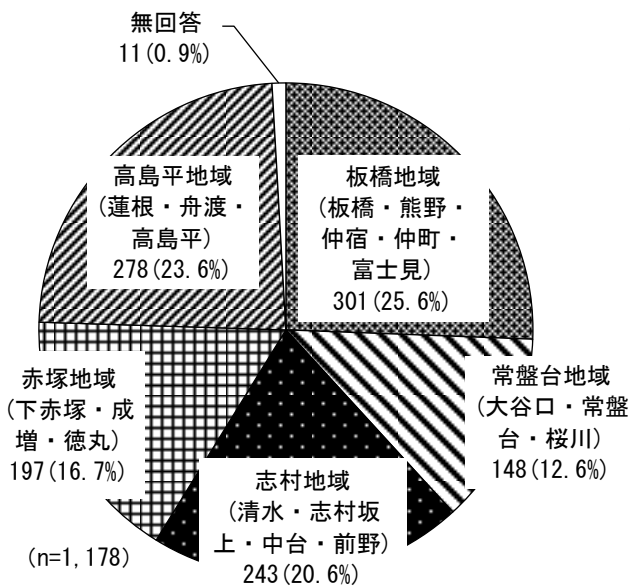 無回答
11(0.9%)
板橋地域
(板橋・熊野・
仲宿・仲町・
富士見)
301(25.6%)
常盤台地域
(大谷口・常盤
台・桜川)
148(12.6%)
志村地域
(清水・志村坂
上・中台・前野)
243(20.6%)
赤塚地域
(下赤塚・成
増・徳丸)
197(16.7%)
高島平地域
(蓮根・舟渡・
高島平)
278(23.6%)
(n=1,178)